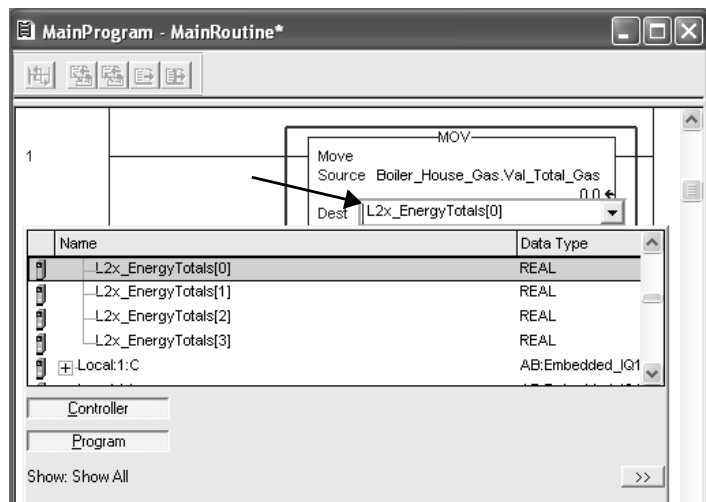 MainProgram - MainRoutine*
MOV
1
Move
Source Boiler_House_Gas.Val_Total_Gas
0.0
Dest L2x_EnergyTotals[0]
Name Data Type
L2x_EnergyTotals[0] REAL
L2x_EnergyTotals[1] REAL
L2x_EnergyTotals[2] REAL
L2x_EnergyTotals[3] REAL
Local:1:C AB:Embedded_IQ1
Controller
Program
Show: Show All
>>